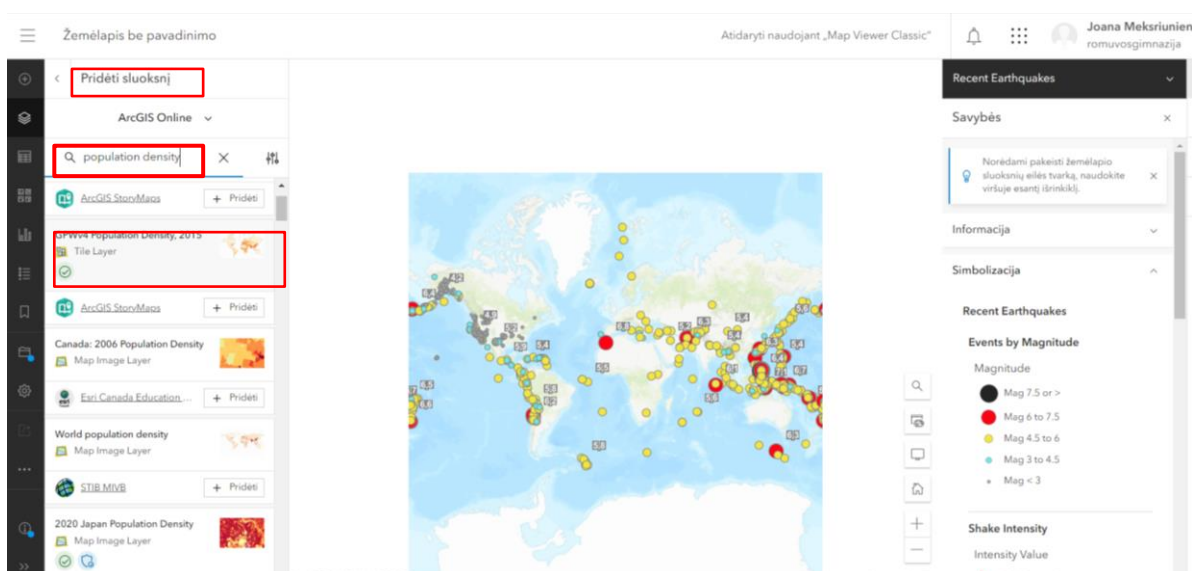 Žemėlapis be pavadinimo
Atidaryti naudojant „Map Viewer Classic"
Joana Meksriunien
romuvosgimnazija
Pridėti sluoksnį
ArcGIS Online
population density
ArcGIS StoryMaps
+ Pridėti
GPWv4 Population Density, 2015
Tile Layer
ArcGIS StoryMaps
+ Pridėti
Canada: 2006 Population Density
Map Image Layer
Esri Canada Education ...
+ Pridėti
World population density
Map Image Layer
STIB MIVB
+ Pridėti
2020 Japan Population Density
Map Image Layer
Recent Earthquakes
Savybės
Norėdami pakeisti žemėlapio
sluoksnių eilės tvarką, naudokite
viršuje esantį išrinkiklį.
Informacija
Simbolizacija
Recent Earthquakes
Events by Magnitude
Magnitude
Mag 7.5 or >
Mag 6 to 7.5
Mag 4.5 to 6
Mag 3 to 4.5
Mag < 3
Shake Intensity
Intensity Value